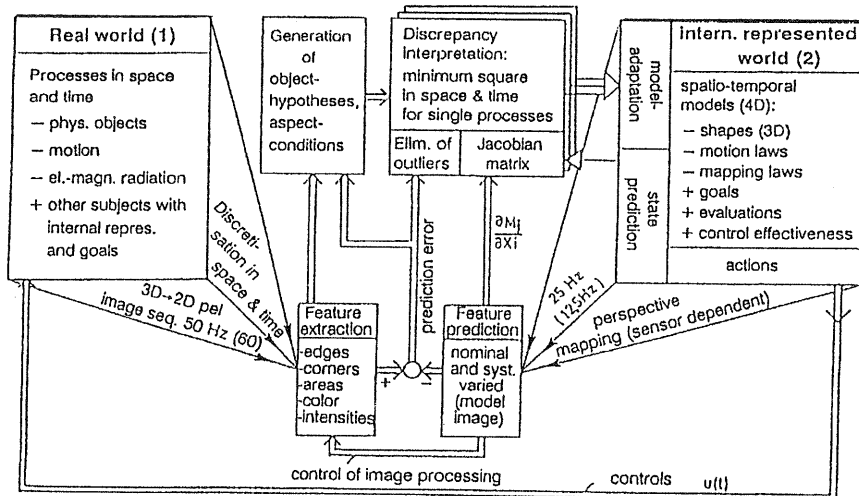 Real world (1)
Processes in space
and time
– phys. objects
– motion
– el.-magn. radiation
+ other subjects with
internal repres.
and goals
Generation
of
object-
hypotheses,
aspect-
conditions
Discrepancy
interpretation:
minimum square
in space & time
for single processes
Elim. of
outliers
Jacobian
matrix
model-
adaptation
state
prediction
intern. represented
world (2)
spatio-temporal
models (4D):
– shapes (3D)
– motion laws
– mapping laws
+ goals
+ evaluations
+ control effectiveness
actions
Discreti-
sation in
space & time
3D→2D pel
image seq. 50 Hz (60)
prediction error
∂Mj
∂Xi
25 Hz
(12,5Hz)
perspective
mapping (sensor dependent)
Feature
extraction
-edges
-corners
-areas
-color
-intensities
+
–
Feature
prediction
nominal
and syst.
varied
(model
image)
control of image processing
controls u(t)